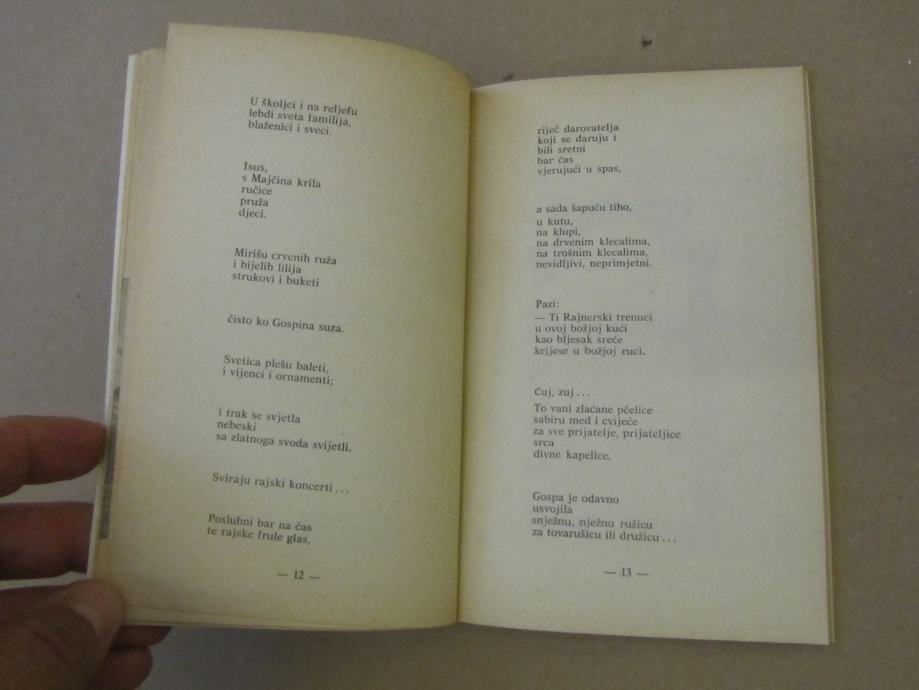 U školjci i na reljefu
lebdi sveta familija,
blaženici i sveci.
Isus,
s Majčina krila
ručice
pruža
djeci.
Mirišu crvenih ruža
i bijelih lilija
strukovi i buketi
čisto ko Gospina suza.
Svetica plešu baleti,
i vijenci i ornamenti;
i trak se svjetla
nebeski
sa zlatnoga svoda svijetli.
Sviraju rajski koncerti...
Posluhni bar na čas
te rajske frule glas,
— 12 —
riječ darovatelja
koji se daruju i
bili sretni
bar čas
vjerujući u spas,
a sada šapuću tiho,
u kutu,
na klupi,
na drvenim klecalima,
na trošnim klecalima,
nevidljivi, neprimjetni.
Pazi:
— Ti Rajnerski trenuci
u ovoj božjoj kući
kao bljesak sreće
krijese u božjoj ruci.
Čuj, zuj...
To vani zlaćane pčelice
sabiru med i cvijeće
za sve prijatelje, prijateljice
srca
divne kapelice.
Gospa je odavno
usvojila
snježnu, nježnu ružicu
za tovarušicu ili družicu...
— 13 —